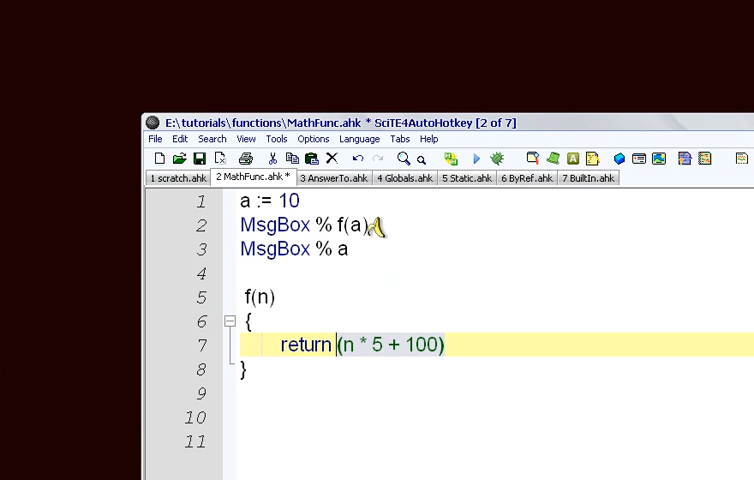 E:\tutorials\functions\MathFunc.ahk * SciTE4AutoHotkey [2 of 7]
File Edit Search View Tools Options Language Tabs Help
1 scratch.ahk 2 MathFunc.ahk * 3 AnswerTo.ahk 4 Globals.ahk 5 Static.ahk 6 ByRef.ahk 7 BuiltIn.ahk
1 a := 10
2 MsgBox % f(a)
3 MsgBox % a
4
5 f(n)
6 {
7 return (n * 5 + 100)
8 }
9
10
11